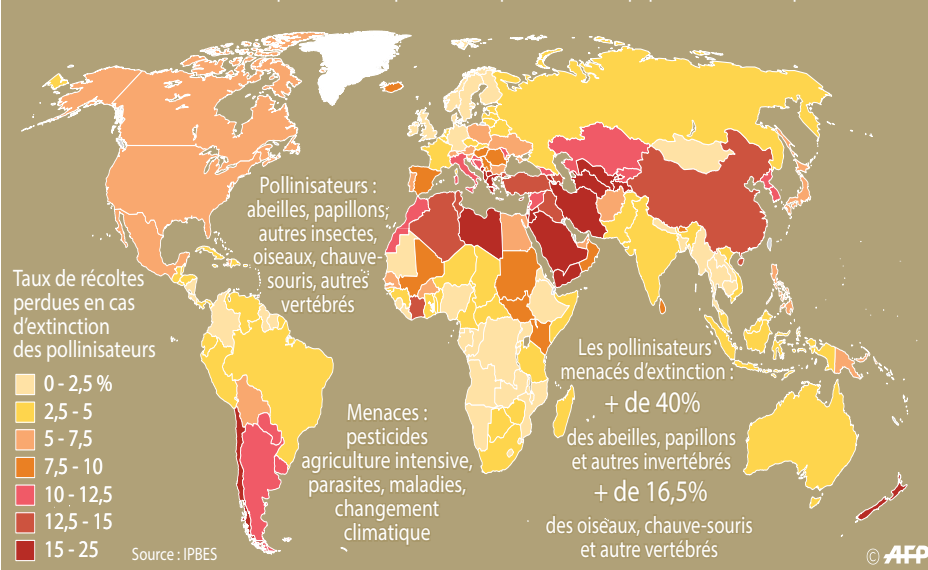 Pollinisateurs :
abeilles, papillons,
autres insectes,
oiseaux, chauve-
souris, autres
vertébrés
Taux de récoltes
perdues en cas
d'extinction
des pollinisateurs
0 - 2,5 %
2,5 - 5
5 - 7,5
7,5 - 10
10 - 12,5
12,5 - 15
15 - 25
Menaces :
pesticides
agriculture intensive,
parasites, maladies,
changement
climatique
Les pollinisateurs
menacés d'extinction :
+ de 40%
des abeilles, papillons
et autres invertébrés
+ de 16,5%
des oiseaux, chauve-souris
et autre vertébrés
Source : IPBES
© AFP